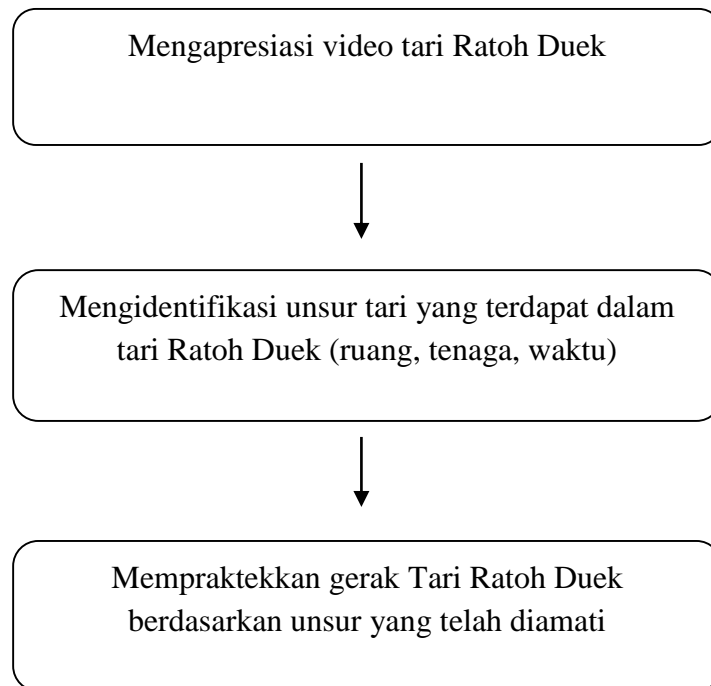 Mengapresiasi video tari Ratoh Duek
Mengidentifikasi unsur tari yang terdapat dalam
tari Ratoh Duek (ruang, tenaga, waktu)
Mempraktekkan gerak Tari Ratoh Duek
berdasarkan unsur yang telah diamati